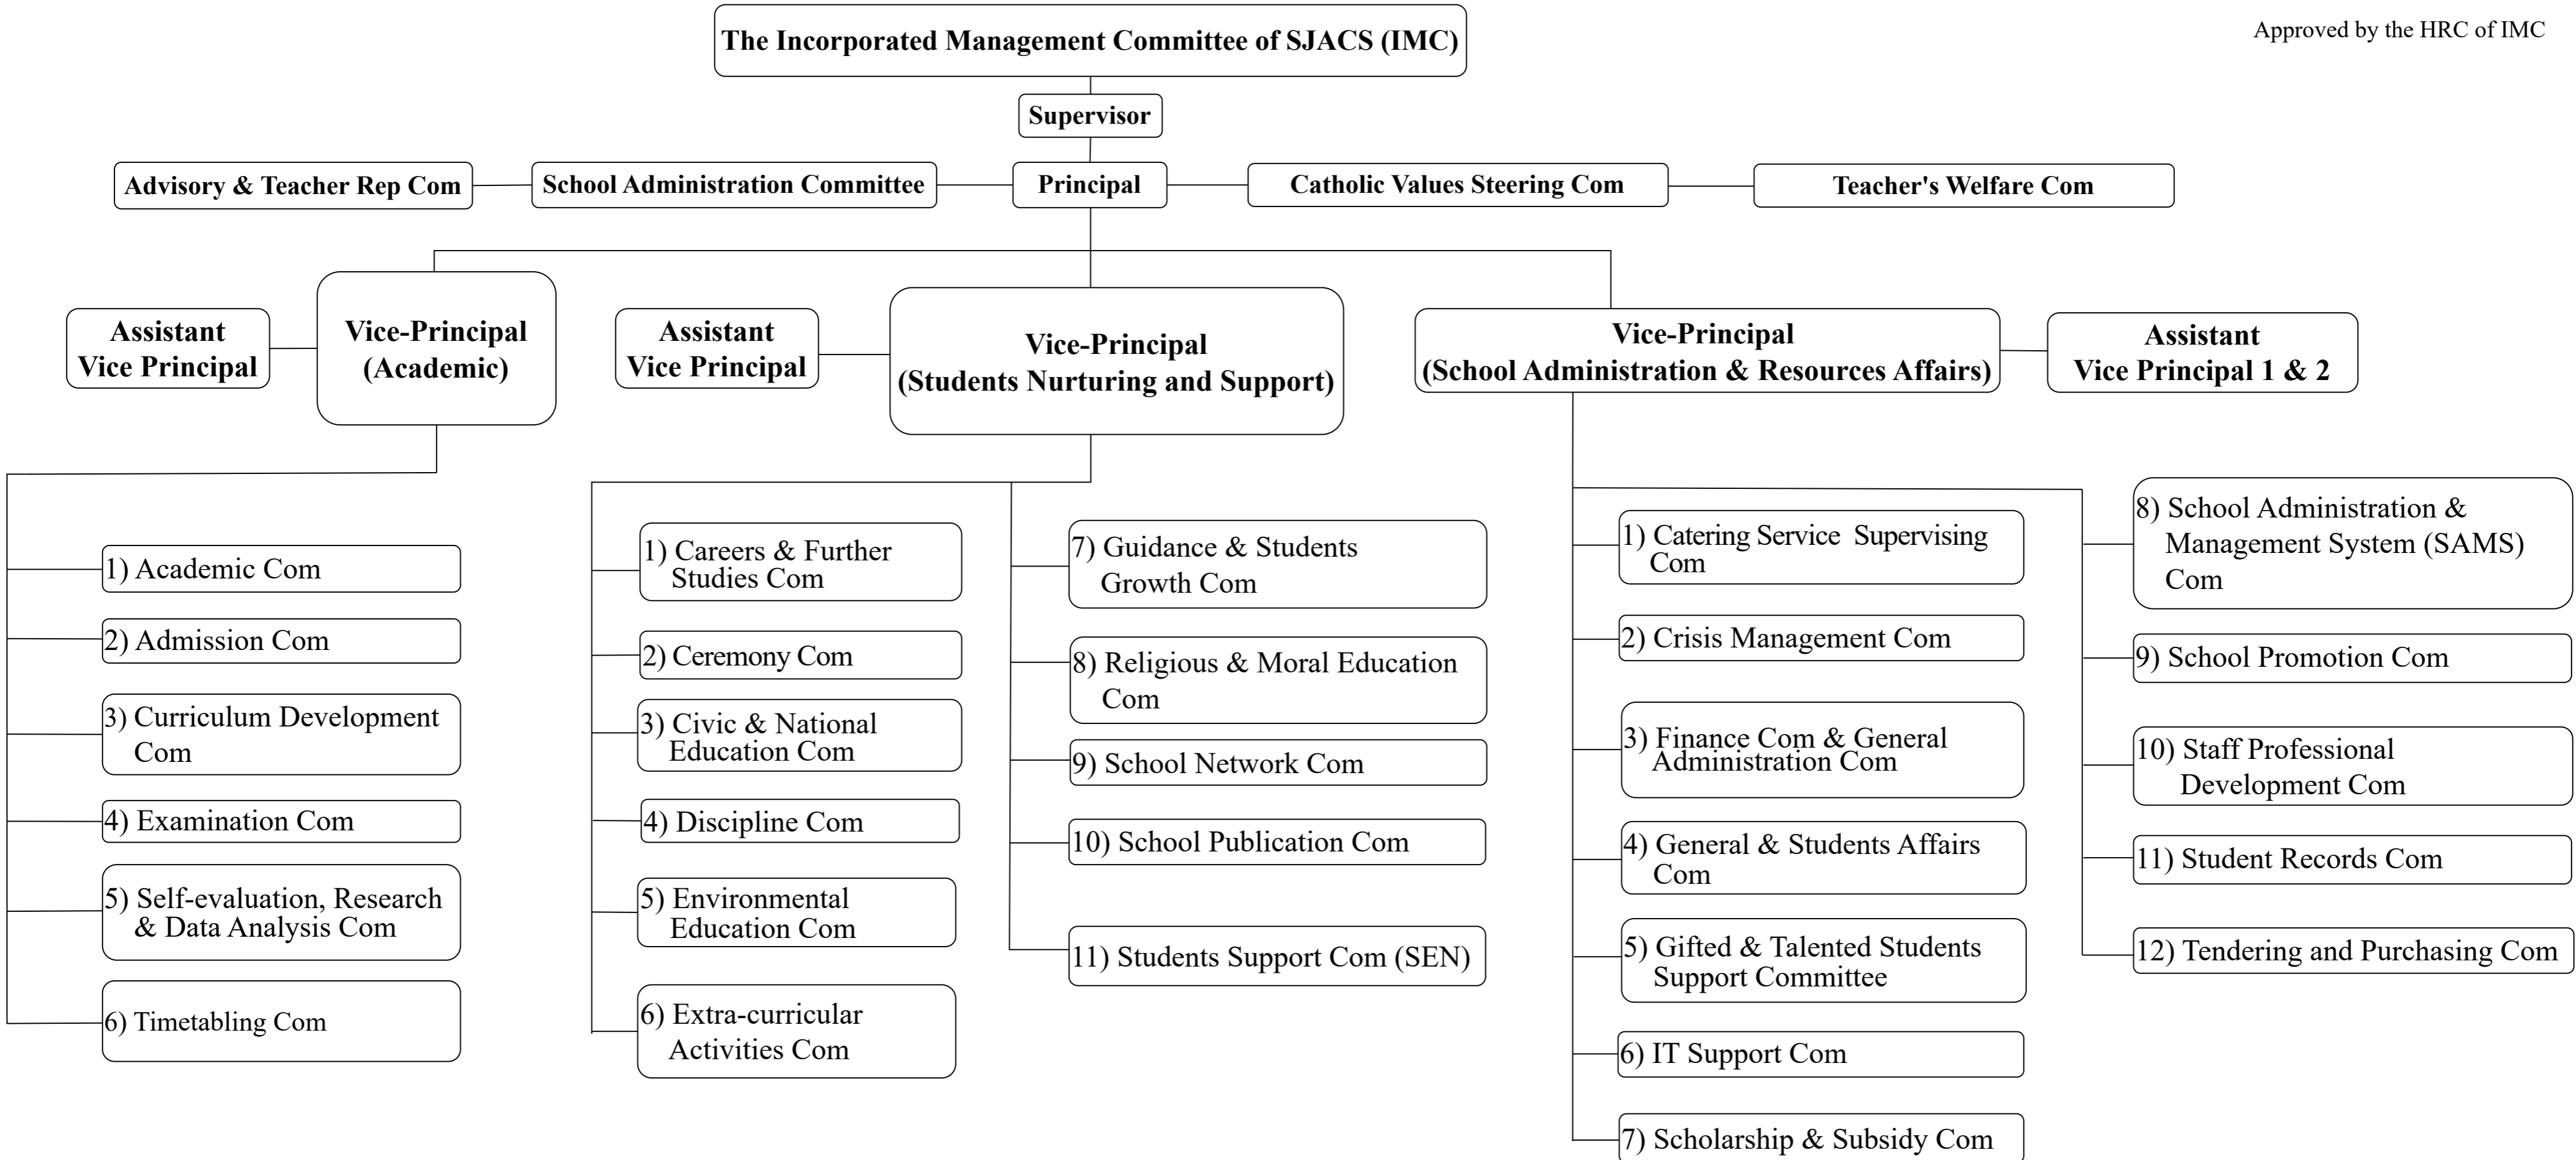 Approved by the HRC of IMC
The Incorporated Management Committee of SJACS (IMC)
Supervisor
Advisory & Teacher Rep Com
School Administration Committee
Principal
Catholic Values Steering Com
Teacher's Welfare Com
Assistant
Vice Principal
Vice-Principal
(Academic)
Assistant
Vice Principal
Vice-Principal
(Students Nurturing and Support)
Vice-Principal
(School Administration & Resources Affairs)
Assistant
Vice Principal 1 & 2
1) Academic Com
2) Admission Com
3) Curriculum Development
Com
4) Examination Com
5) Self-evaluation, Research
& Data Analysis Com
6) Timetabling Com
1) Careers & Further
Studies Com
2) Ceremony Com
3) Civic & National
Education Com
4) Discipline Com
5) Environmental
Education Com
6) Extra-curricular
Activities Com
7) Guidance & Students
Growth Com
8) Religious & Moral Education
Com
9) School Network Com
10) School Publication Com
11) Students Support Com (SEN)
1) Catering Service Supervising
Com
2) Crisis Management Com
3) Finance Com & General
Administration Com
4) General & Students Affairs
Com
5) Gifted & Talented Students
Support Committee
6) IT Support Com
7) Scholarship & Subsidy Com
8) School Administration &
Management System (SAMS)
Com
9) School Promotion Com
10) Staff Professional
Development Com
11) Student Records Com
12) Tendering and Purchasing Com